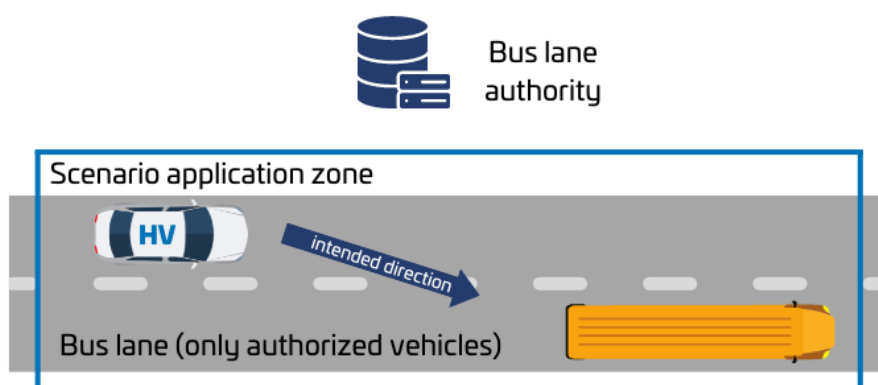 Bus lane
authority
Scenario application zone
HV
intended direction
Bus lane (only authorized vehicles)